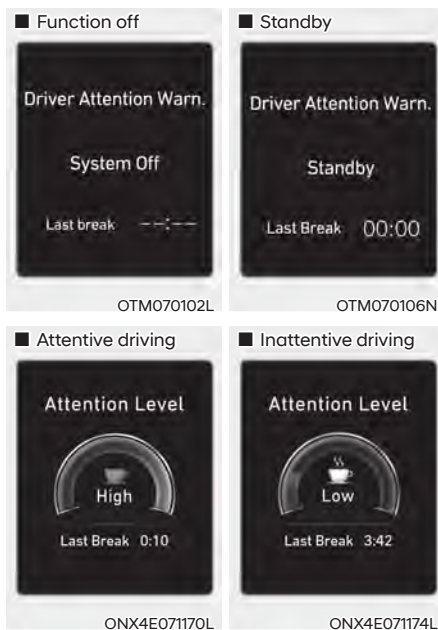 ■ Function off
Driver Attention Warn.
System Off
Last break --:--
OTM070102L
■ Standby
Driver Attention Warn.
Standby
Last Break 00:00
OTM070106N
■ Attentive driving
Attention Level
High
Last Break 0:10
ONX4E071170L
■ Inattentive driving
Attention Level
Low
Last Break 3:42
ONX4E071174L